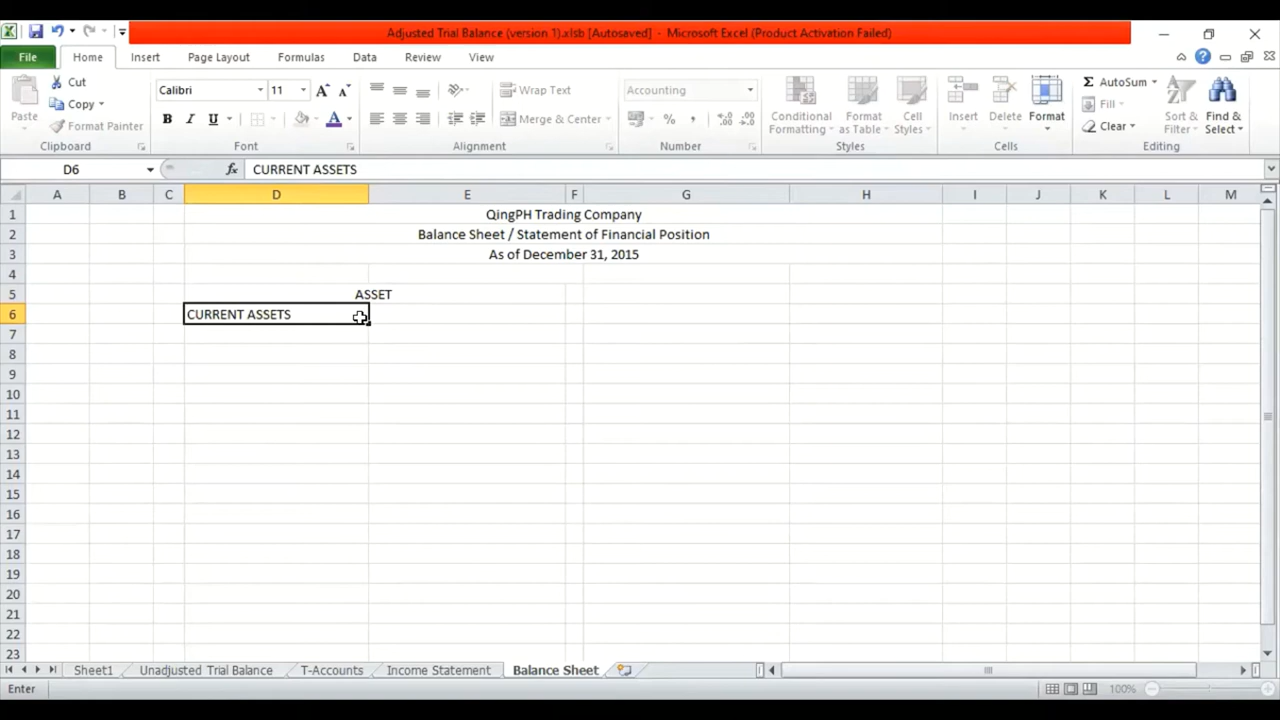 Adjusted Trial Balance (version 1).xlsb [Autosaved] - Microsoft Excel (Product Activation Failed)
File Home Insert Page Layout Formulas Data Review View
Paste
Cut
Copy
Format Painter
Clipboard
Calibri 11
B I U A
Font
Wrap Text
Merge & Center
Alignment
Accounting
% ,
Number
Conditional Formatting
Format as Table
Cell Styles
Styles
Insert Delete Format
Cells
Σ AutoSum
Fill
Clear
Sort & Filter
Find & Select
Editing
D6 fx CURRENT ASSETS
A B C D E F G H I J K L M
1 QingPH Trading Company
2 Balance Sheet / Statement of Financial Position
3 As of December 31, 2015
4
5 ASSET
6 CURRENT ASSETS
7
8
9
10
11
12
13
14
15
16
17
18
19
20
21
22
23
Sheet1 Unadjusted Trial Balance T-Accounts Income Statement Balance Sheet
Enter 100%